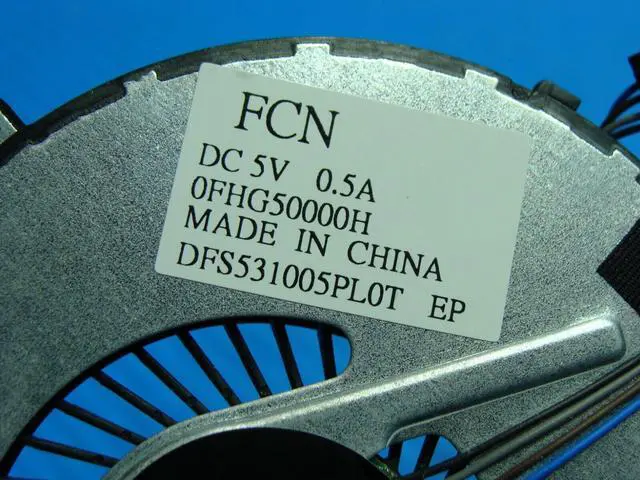 FCN
DC 5V 0.5A
0FHG50000H
MADE IN CHINA
DFS531005PL0T EP